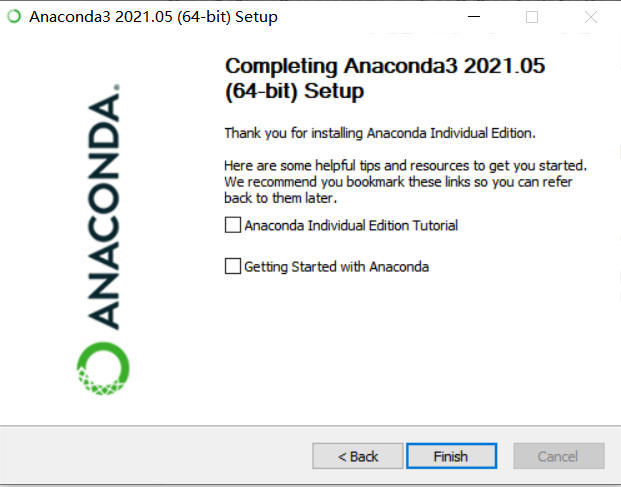 Anaconda3 2021.05 (64-bit) Setup
ANACONDA.
Completing Anaconda3 2021.05
(64-bit) Setup
Thank you for installing Anaconda Individual Edition.
Here are some helpful tips and resources to get you started.
We recommend you bookmark these links so you can refer
back to them later.
Anaconda Individual Edition Tutorial
Getting Started with Anaconda
< Back
Finish
Cancel